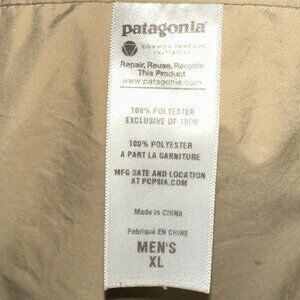 patagonia
COMMON THREADS
INITIATIVE
Repair, Reuse, Recycle
This Product
www.patagonia.com
100% POLYESTER
EXCLUSIVE OF TRIM
100% POLYESTER
A PART LA GARNITURE
MFG DATE AND LOCATION
AT PCPSIA.COM
Made in CHINA
Fabriqué EN CHINE
MEN'S
XL